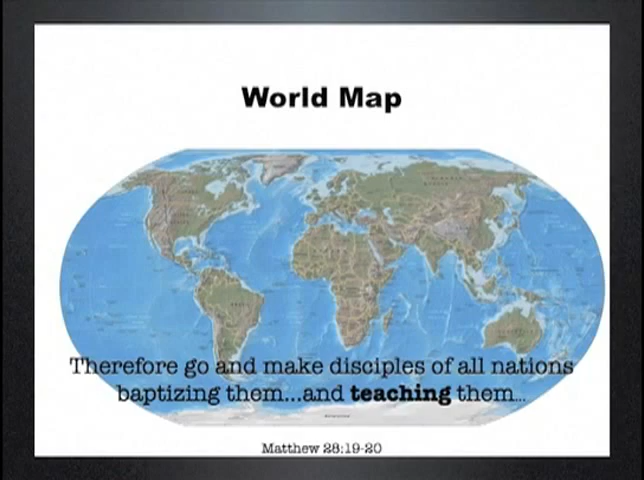 World Map
Therefore go and make disciples of all nations
baptizing them...and teaching them...
Matthew 28:19-20